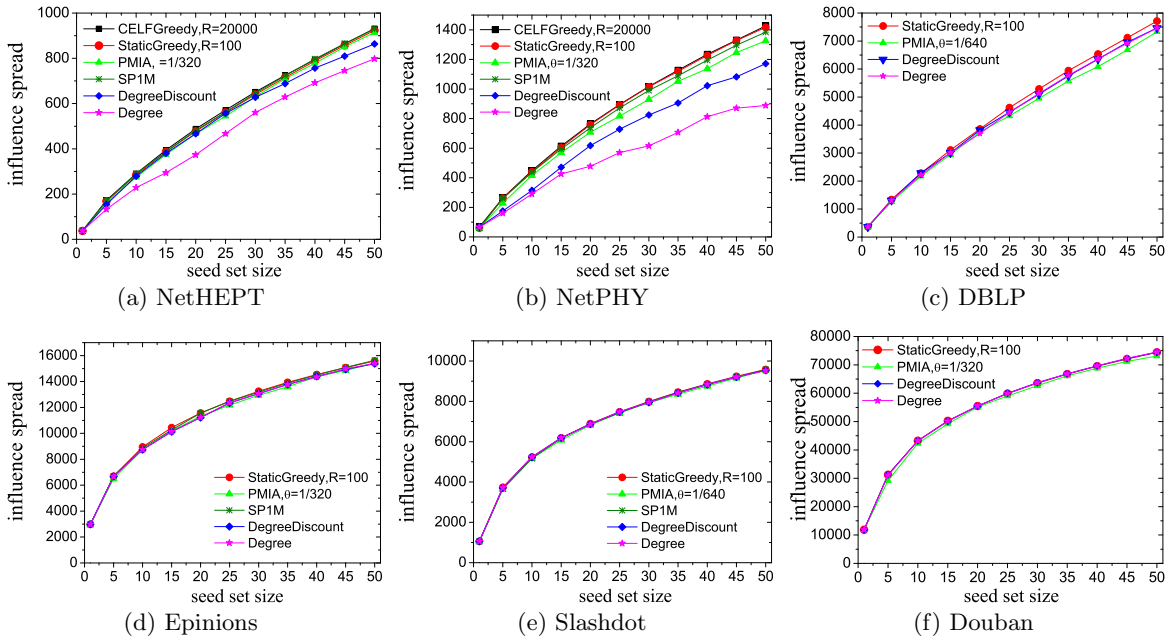 1000
800
600
400
200
0
influence spread
CELFGreedy,R=20000
StaticGreedy,R=100
PMIA, =1/320
SP1M
DegreeDiscount
Degree
0 5 10 15 20 25 30 35 40 45 50
seed set size
(a) NetHEPT
1400
1200
1000
800
600
400
200
0
influence spread
CELFGreedy,R=20000
StaticGreedy,R=100
PMIA,θ=1/320
SP1M
DegreeDiscount
Degree
0 5 10 15 20 25 30 35 40 45 50
seed set size
(b) NetPHY
8000
7000
6000
5000
4000
3000
2000
1000
0
influence spread
StaticGreedy,R=100
PMIA,θ=1/640
DegreeDiscount
Degree
0 5 10 15 20 25 30 35 40 45 50
seed set size
(c) DBLP
16000
14000
12000
10000
8000
6000
4000
2000
0
influence spread
StaticGreedy,R=100
PMIA,θ=1/320
SP1M
DegreeDiscount
Degree
0 5 10 15 20 25 30 35 40 45 50
seed set size
(d) Epinions
10000
8000
6000
4000
2000
0
influence spread
StaticGreedy,R=100
PMIA,θ=1/640
SP1M
DegreeDiscount
Degree
0 5 10 15 20 25 30 35 40 45 50
seed set size
(e) Slashdot
80000
70000
60000
50000
40000
30000
20000
10000
0
influence spread
StaticGreedy,R=100
PMIA,θ=1/320
DegreeDiscount
Degree
0 5 10 15 20 25 30 35 40 45 50
seed set size
(f) Douban